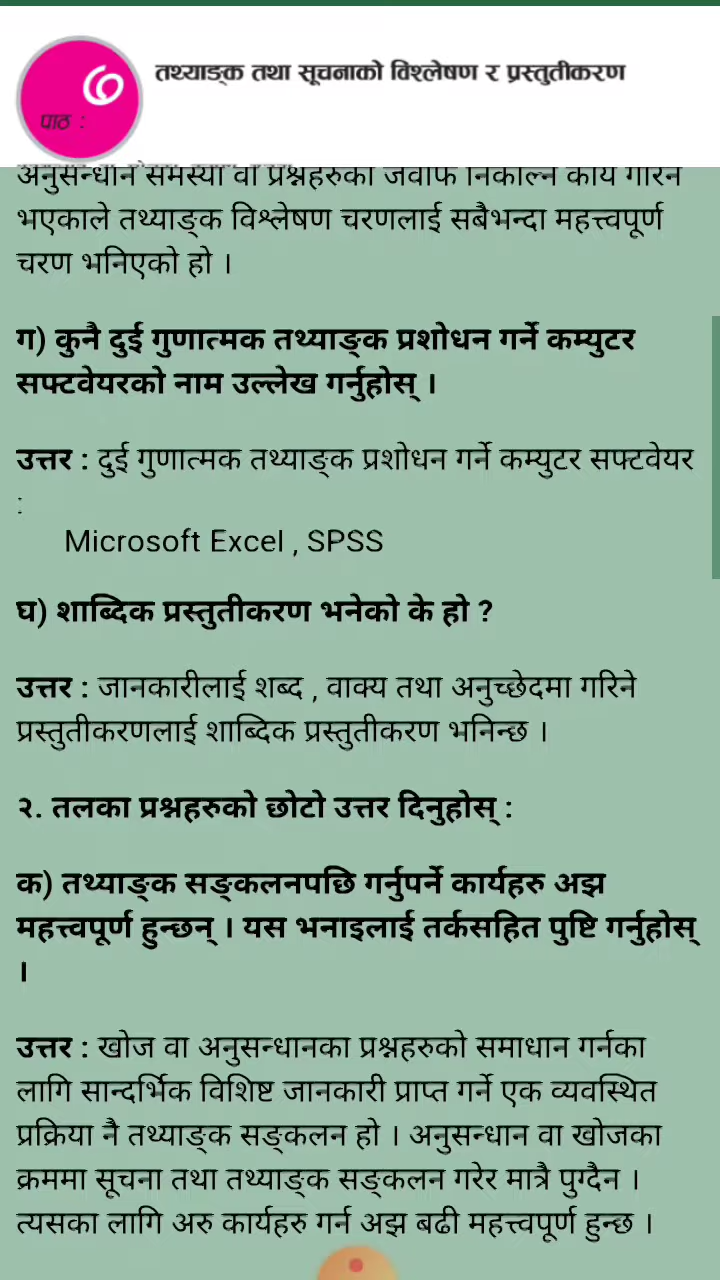 ७
पाठ :
तथ्याङ्क तथा सूचनाको विश्लेषण र प्रस्तुतीकरण
अनुसन्धान समस्या वा प्रश्नहरुको जवाफ निकाल्ने कार्य गरिने
भएकाले तथ्याङ्क विश्लेषण चरणलाई सबैभन्दा महत्त्वपूर्ण
चरण भनिएको हो ।
ग) कुनै दुई गुणात्मक तथ्याङ्क प्रशोधन गर्ने कम्युटर
सफ्टवेयरको नाम उल्लेख गर्नुहोस् ।
उत्तर : दुई गुणात्मक तथ्याङ्क प्रशोधन गर्ने कम्युटर सफ्टवेयर
:
Microsoft Excel , SPSS
घ) शाब्दिक प्रस्तुतीकरण भनेको के हो ?
उत्तर : जानकारीलाई शब्द , वाक्य तथा अनुच्छेदमा गरिने
प्रस्तुतीकरणलाई शाब्दिक प्रस्तुतीकरण भनिन्छ ।
२. तलका प्रश्नहरुको छोटो उत्तर दिनुहोस् :
क) तथ्याङ्क सङ्कलनपछि गर्नुपर्ने कार्यहरु अझ
महत्त्वपूर्ण हुन्छन् । यस भनाइलाई तर्कसहित पुष्टि गर्नुहोस्
।
उत्तर : खोज वा अनुसन्धानका प्रश्नहरुको समाधान गर्नका
लागि सान्दर्भिक विशिष्ट जानकारी प्राप्त गर्ने एक व्यवस्थित
प्रक्रिया नै तथ्याङ्क सङ्कलन हो । अनुसन्धान वा खोजका
क्रममा सूचना तथा तथ्याङ्क सङ्कलन गरेर मात्रै पुग्दैन ।
त्यसका लागि अरु कार्यहरु गर्न अझ बढी महत्त्वपूर्ण हुन्छ ।